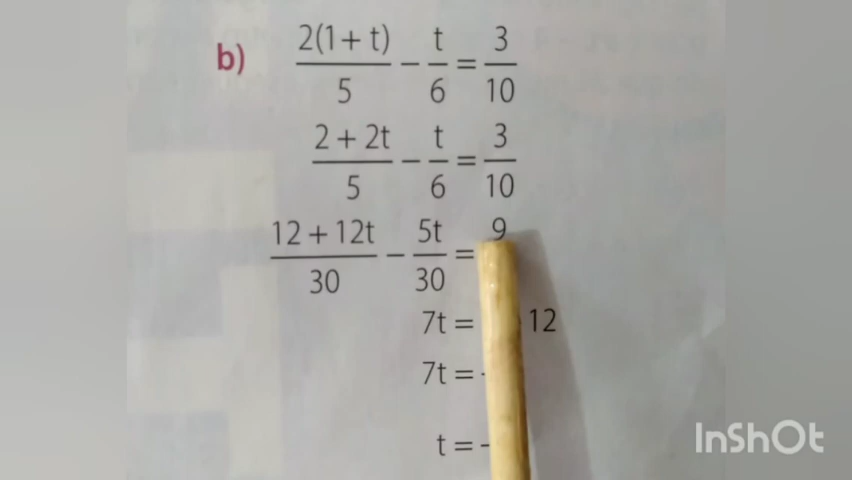 b) 2(1 + t)/5 − t/6 = 3/10
2 + 2t/5 − t/6 = 3/10
12 + 12t/30 − 5t/30 = 9
7t = 12
7t = -
t = -
InShOt